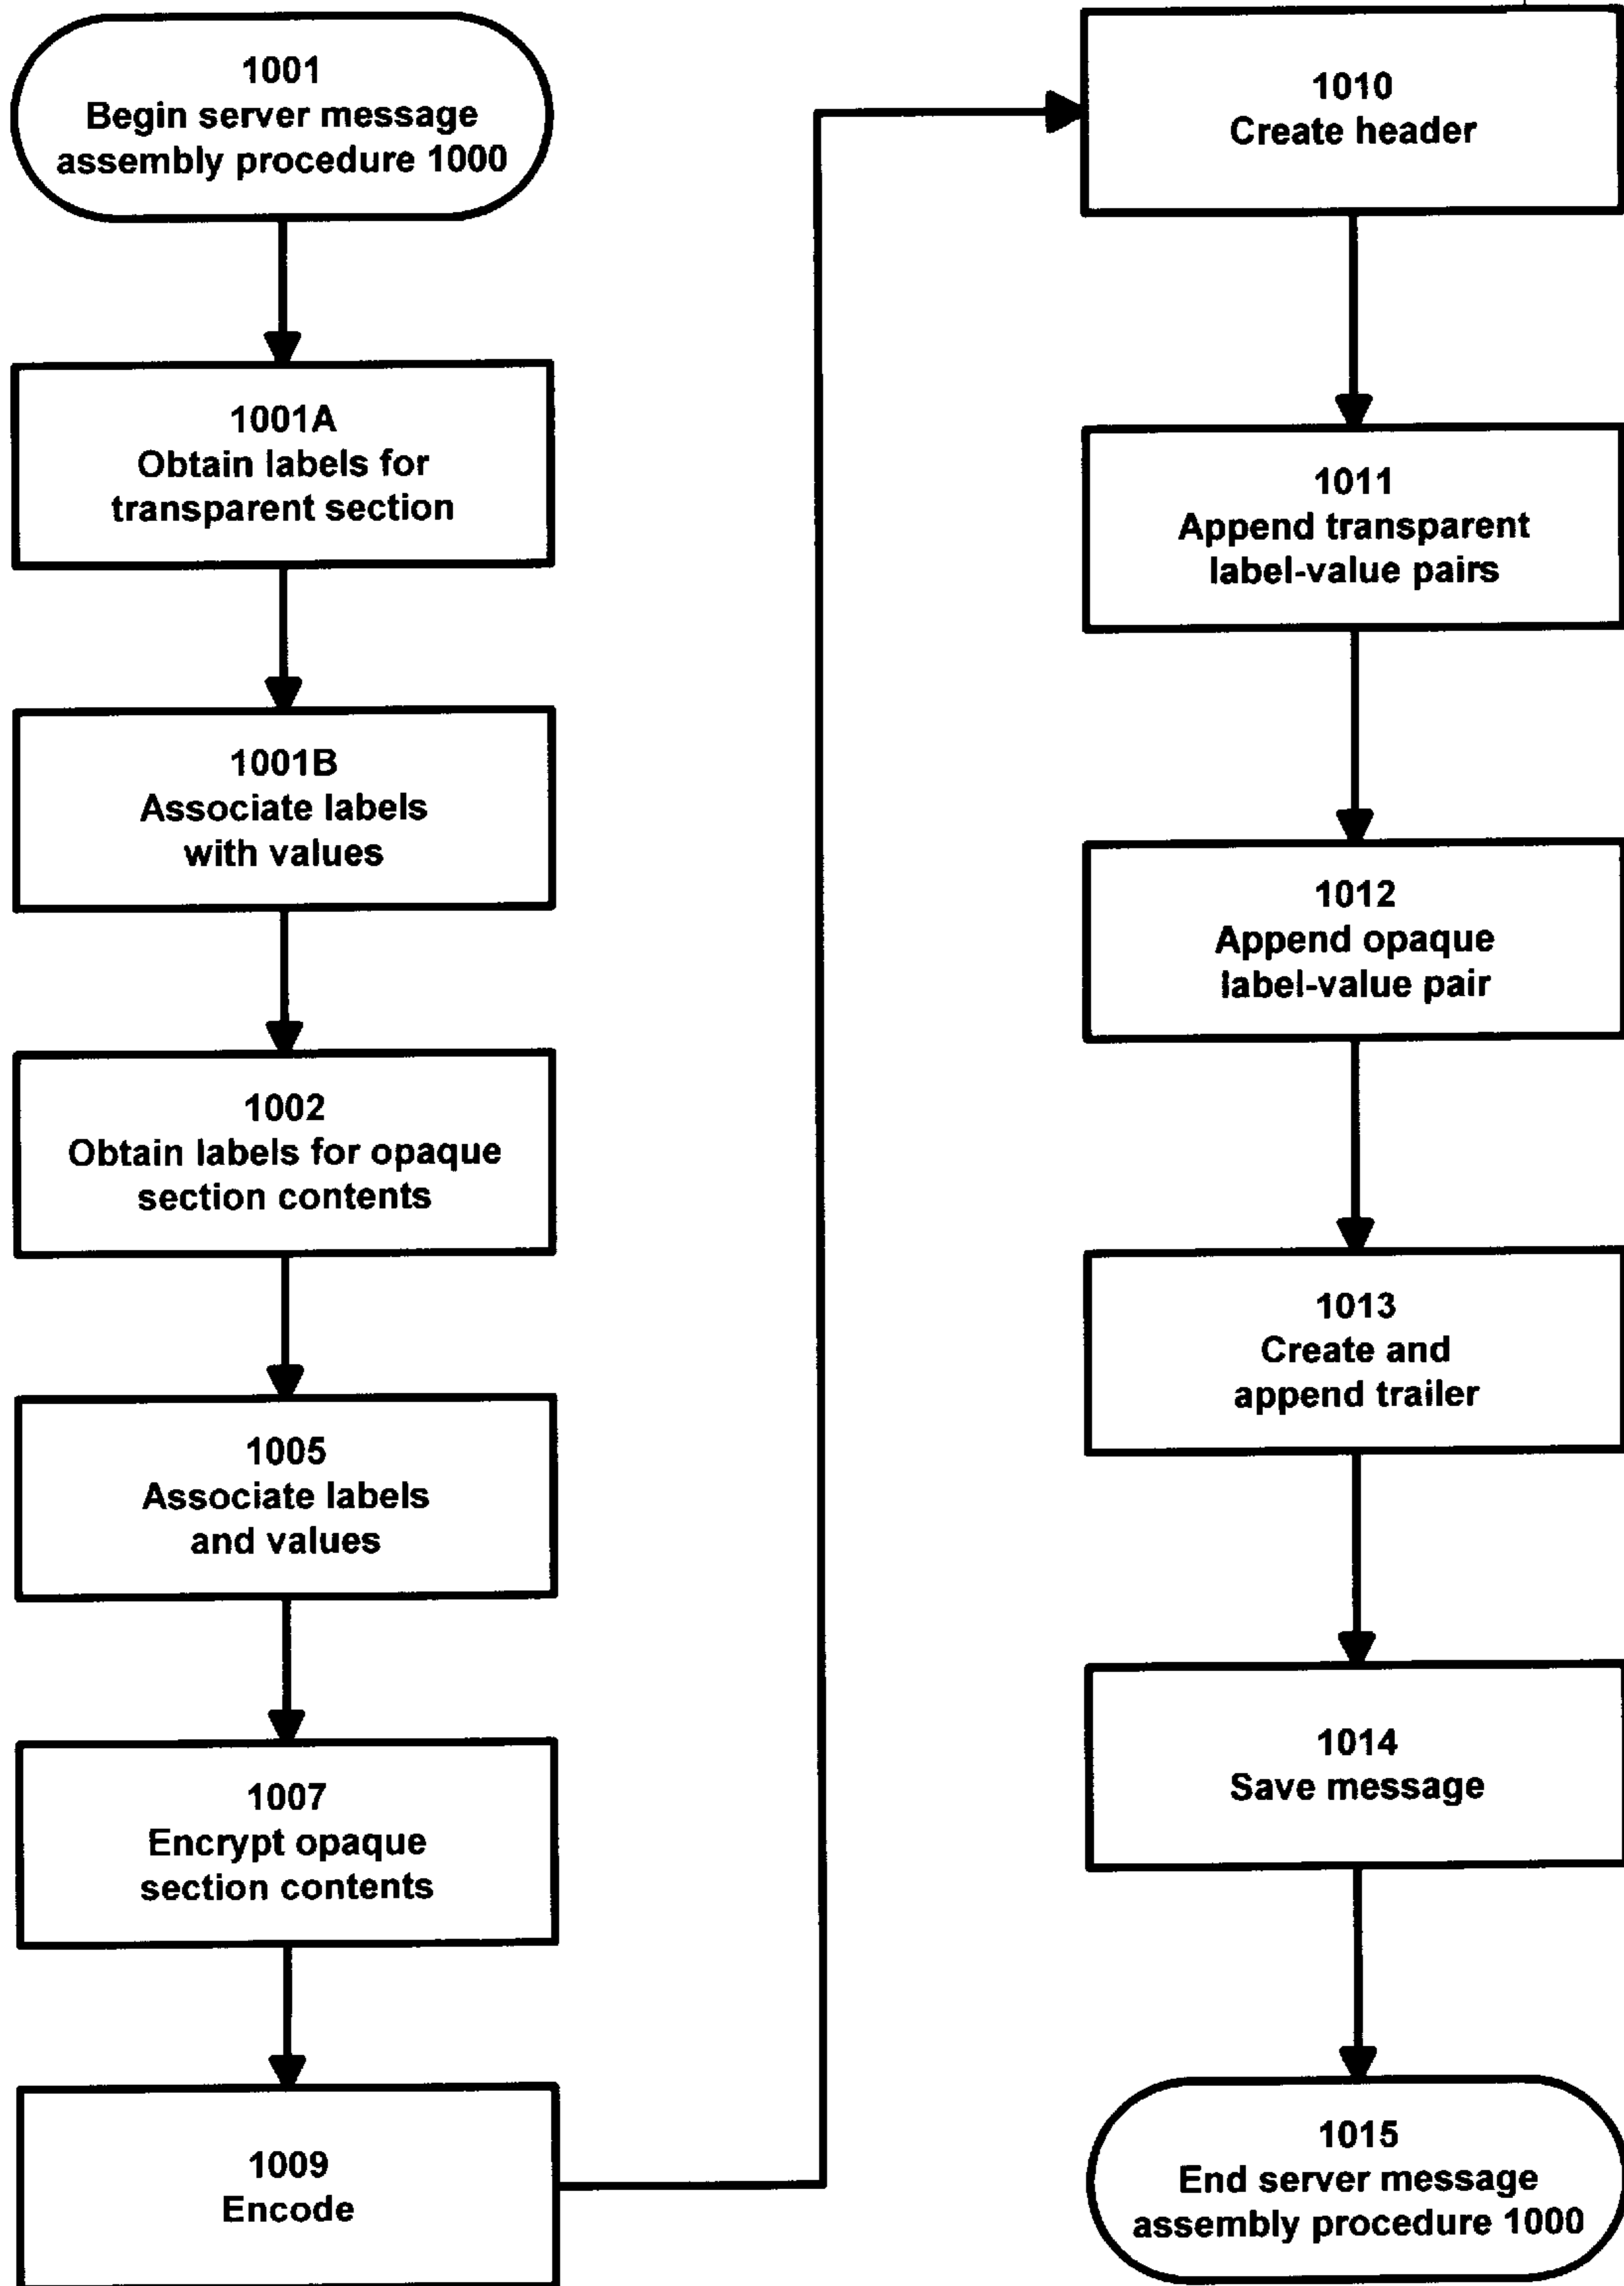 1001
Begin server message
assembly procedure 1000
1001A
Obtain labels for
transparent section
1001B
Associate labels
with values
1002
Obtain labels for opaque
section contents
1005
Associate labels
and values
1007
Encrypt opaque
section contents
1009
Encode
1010
Create header
1011
Append transparent
label-value pairs
1012
Append opaque
label-value pair
1013
Create and
append trailer
1014
Save message
1015
End server message
assembly procedure 1000